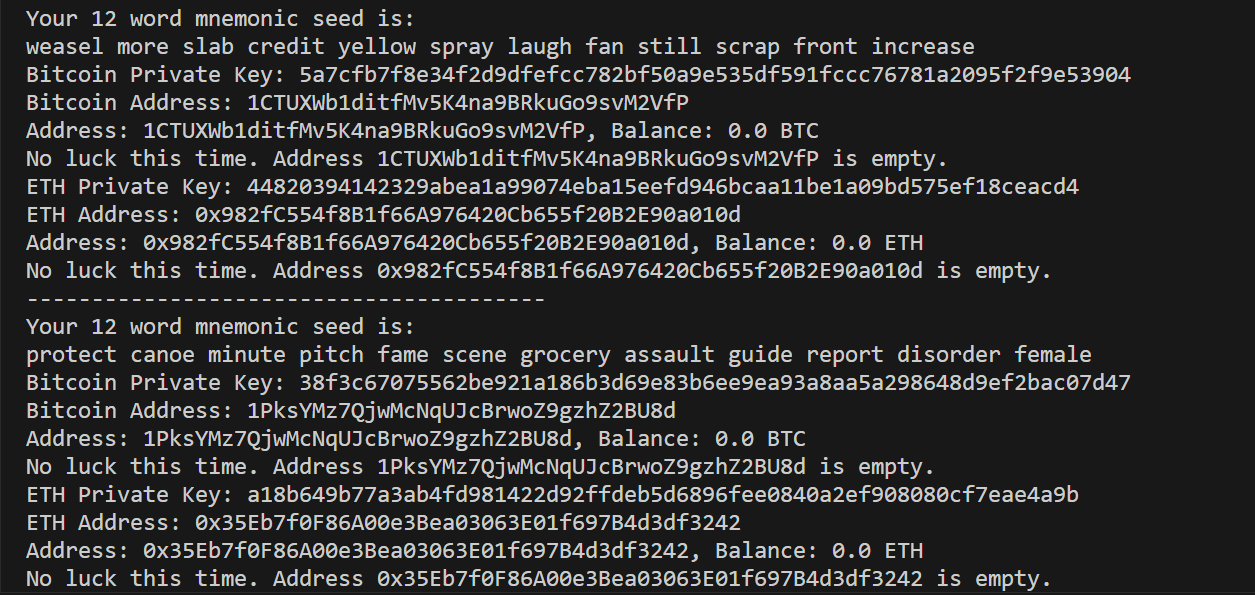 Your 12 word mnemonic seed is:
weasel more slab credit yellow spray laugh fan still scrap front increase
Bitcoin Private Key: 5a7cfb7f8e34f2d9dfefcc782bf50a9e535df591fccc76781a2095f2f9e53904
Bitcoin Address: 1CTUXWb1ditfMv5K4na9BRkuGo9svM2VfP
Address: 1CTUXWb1ditfMv5K4na9BRkuGo9svM2VfP, Balance: 0.0 BTC
No luck this time. Address 1CTUXWb1ditfMv5K4na9BRkuGo9svM2VfP is empty.
ETH Private Key: 44820394142329abea1a99074eba15eefd946bcaa11be1a09bd575ef18ceacd4
ETH Address: 0x982fC554f8B1f66A976420Cb655f20B2E90a010d
Address: 0x982fC554f8B1f66A976420Cb655f20B2E90a010d, Balance: 0.0 ETH
No luck this time. Address 0x982fC554f8B1f66A976420Cb655f20B2E90a010d is empty.
----------------------------------------
Your 12 word mnemonic seed is:
protect canoe minute pitch fame scene grocery assault guide report disorder female
Bitcoin Private Key: 38f3c67075562be921a186b3d69e83b6ee9ea93a8aa5a298648d9ef2bac07d47
Bitcoin Address: 1PksYMz7QjwMcNqUJcBrwoZ9gzhZ2BU8d
Address: 1PksYMz7QjwMcNqUJcBrwoZ9gzhZ2BU8d, Balance: 0.0 BTC
No luck this time. Address 1PksYMz7QjwMcNqUJcBrwoZ9gzhZ2BU8d is empty.
ETH Private Key: a18b649b77a3ab4fd981422d92ffdeb5d6896fee0840a2ef908080cf7eae4a9b
ETH Address: 0x35Eb7f0F86A00e3Bea03063E01f697B4d3df3242
Address: 0x35Eb7f0F86A00e3Bea03063E01f697B4d3df3242, Balance: 0.0 ETH
No luck this time. Address 0x35Eb7f0F86A00e3Bea03063E01f697B4d3df3242 is empty.